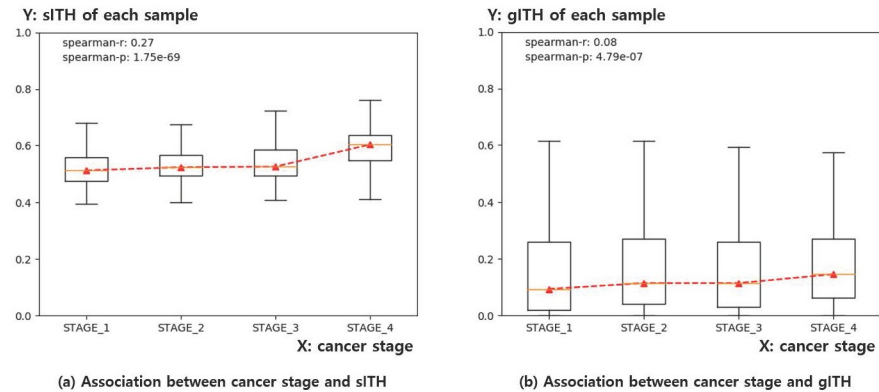 Y: sITH of each sample
1.0
spearman-r: 0.27
spearman-p: 1.75e-69
0.8
0.6
0.4
0.2
0.0
STAGE_1 STAGE_2 STAGE_3 STAGE_4
X: cancer stage
(a) Association between cancer stage and sITH
Y: gITH of each sample
1.0
spearman-r: 0.08
spearman-p: 4.79e-07
0.8
0.6
0.4
0.2
0.0
STAGE_1 STAGE_2 STAGE_3 STAGE_4
X: cancer stage
(b) Association between cancer stage and gITH